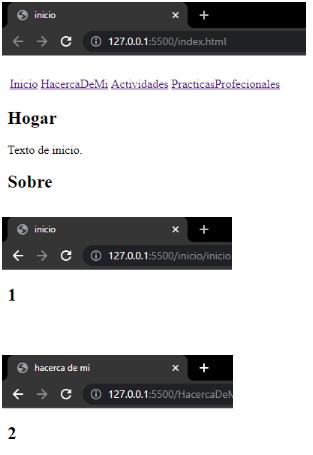 inicio
127.0.0.1:5500/index.html
Inicio HacercaDeMi Actividades PracticasProfecionales
Hogar
Texto de inicio.
Sobre
inicio
127.0.0.1:5500/inicio/inicio
1
hacerca de mi
127.0.0.1:5500/HacercaDeM
2